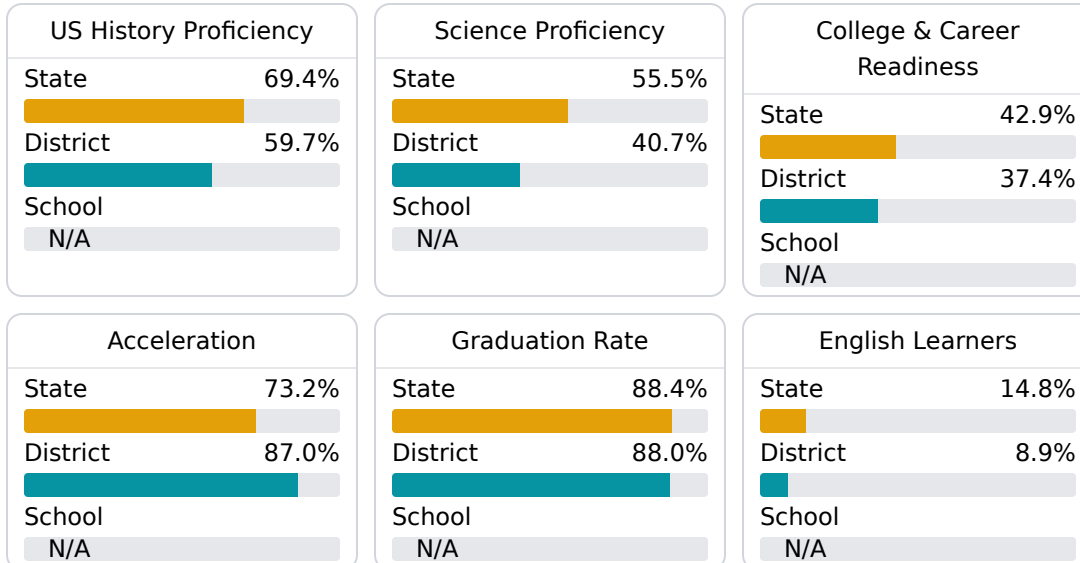 US History Proficiency
State 69.4%
District 59.7%
School
N/A
Science Proficiency
State 55.5%
District 40.7%
School
N/A
College & Career
Readiness
State 42.9%
District 37.4%
School
N/A
Acceleration
State 73.2%
District 87.0%
School
N/A
Graduation Rate
State 88.4%
District 88.0%
School
N/A
English Learners
State 14.8%
District 8.9%
School
N/A